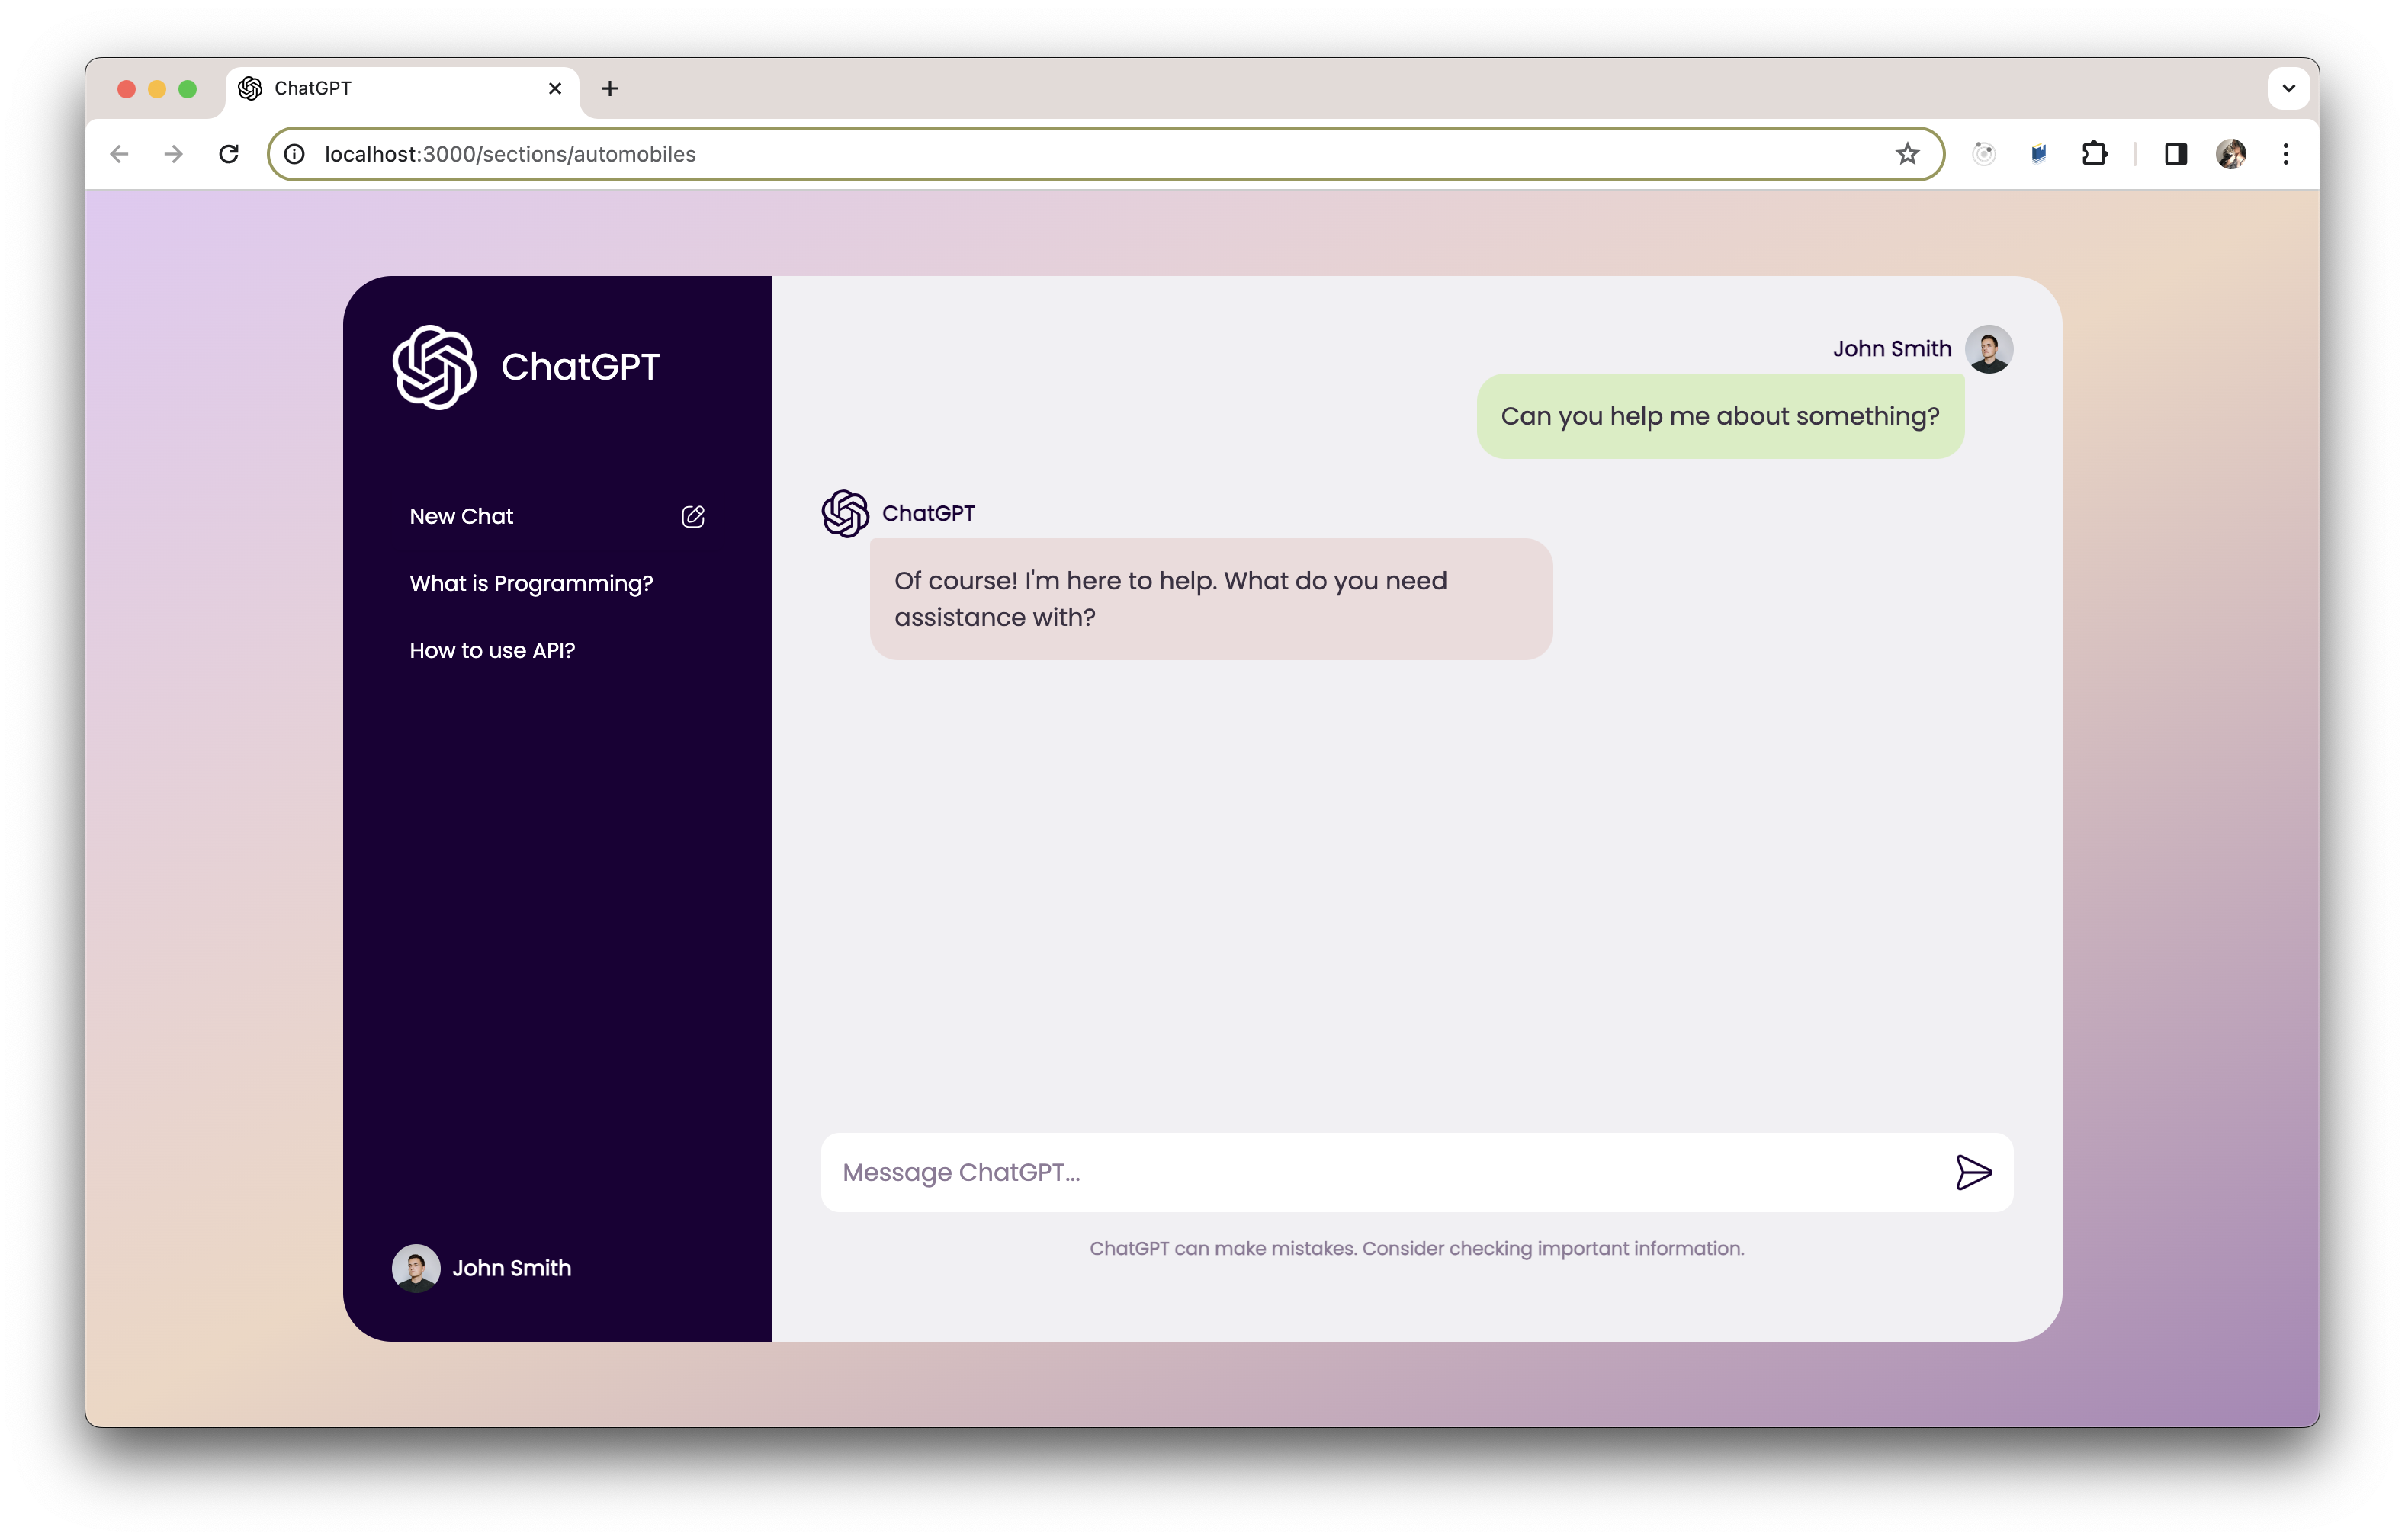 ChatGPT
localhost:3000/sections/automobiles
ChatGPT
New Chat
What is Programming?
How to use API?
John Smith
John Smith
Can you help me about something?
ChatGPT
Of course! I'm here to help. What do you need
assistance with?
Message ChatGPT...
ChatGPT can make mistakes. Consider checking important information.